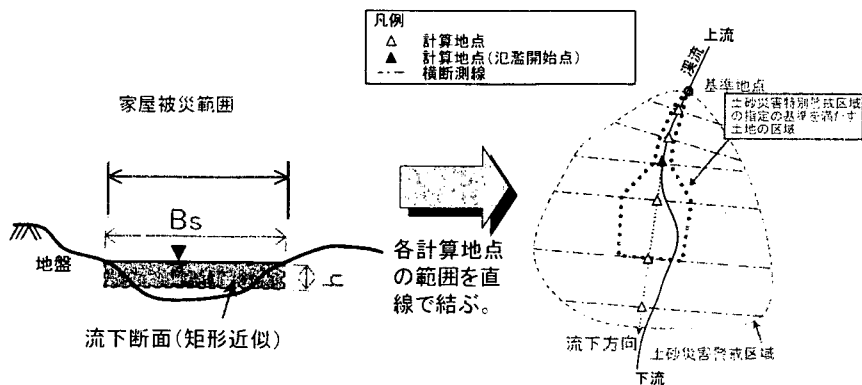 凡例
△ 計算地点
▲ 計算地点(氾濫開始点)
横断測線
家屋被災範囲
Bs
地盤
h
流下断面(矩形近似)
各計算地点
の範囲を直
線で結ぶ。
上流
渓流
基準地点
土砂災害特別警戒区域
の指定の基準を満たす
土地の区域
流下方向
土砂災害警戒区域
下流